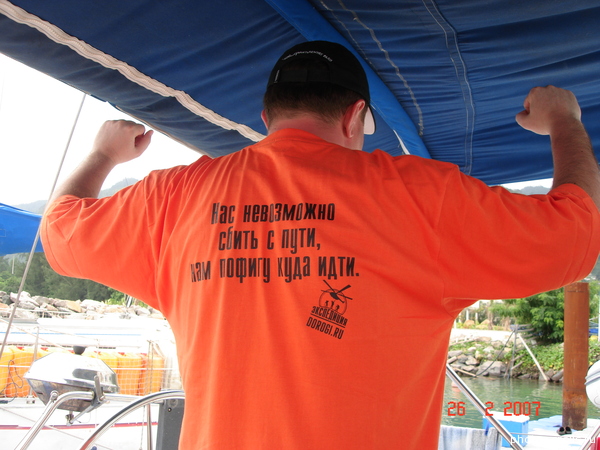 Нас невозможно
сбить с пути,
нам пофигу куда идти.
ЭКСПЕДИЦИЯ
DOROGI.RU
26 2 2007